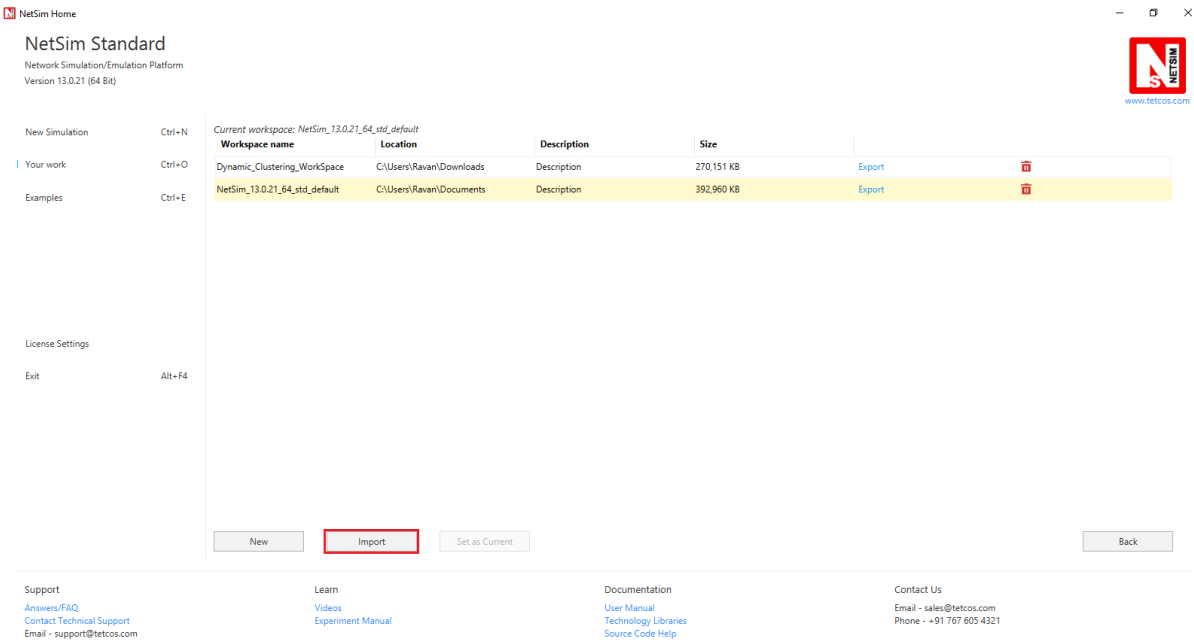 NetSim Home
NetSim Standard
Network Simulation/Emulation Platform
Version 13.0.21 (64 Bit)
NETSIM
N
S
www.tetcos.com
New Simulation Ctrl+N
Your work Ctrl+O
Examples Ctrl+E
License Settings
Exit Alt+F4
Current workspace: NetSim_13.0.21_64_std_default
Workspace name Location Description Size
Dynamic_Clustering_WorkSpace C:\Users\Ravan\Downloads Description 270,151 KB Export
NetSim_13.0.21_64_std_default C:\Users\Ravan\Documents Description 392,960 KB Export
New Import Set as Current Back
Support
Answers/FAQ
Contact Technical Support
Email - support@tetcos.com
Learn
Videos
Experiment Manual
Documentation
User Manual
Technology Libraries
Source Code Help
Contact Us
Email - sales@tetcos.com
Phone - +91 767 605 4321